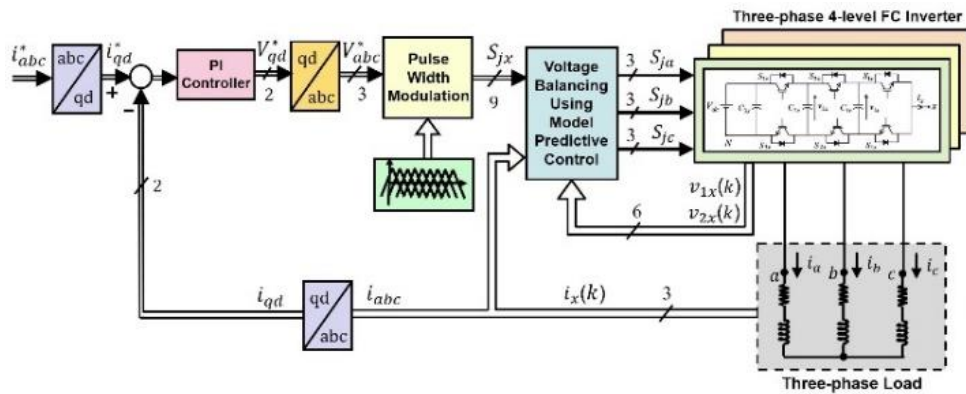 Three-phase 4-level FC Inverter
i*abc
abc
qd
i*qd
+
−
PI
Controller
V*qd
2
qd
abc
V*abc
3
Pulse
Width
Modulation
Sjx
9
Voltage
Balancing
Using
Model
Predictive
Control
3 Sja
3 Sjb
3 Sjc
N
v1x(k)
v2x(k)
6
2
iqd
qd
abc
iabc
ix(k)
3
a ia
b ib
c ic
Three-phase Load